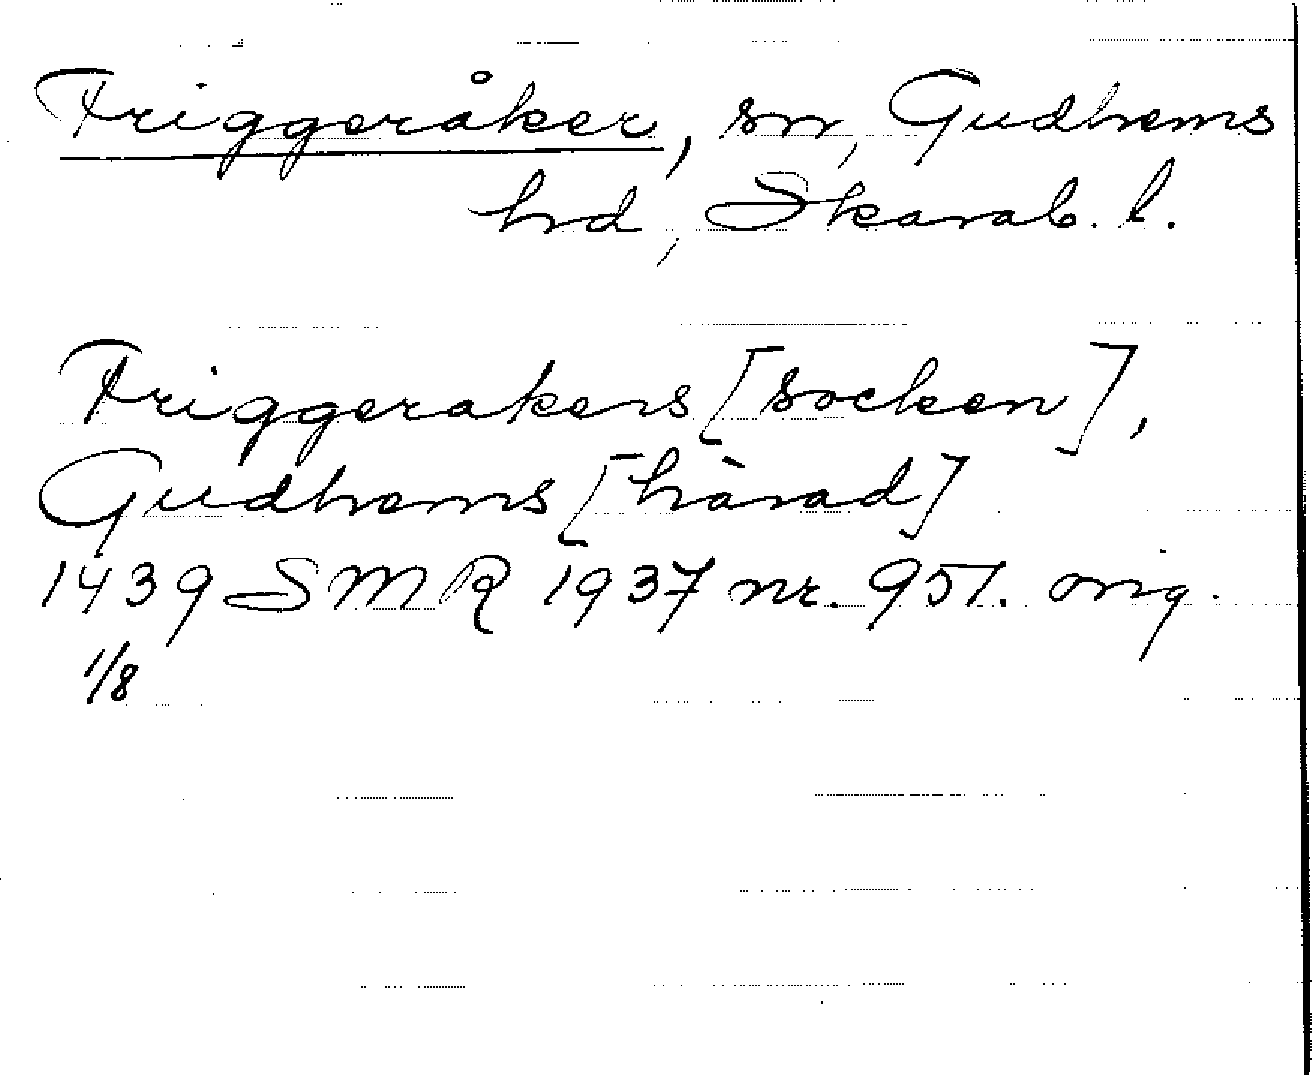 Friggeråker, sn, Gudhems
hd, Skarab. l.
Friggerakers [socken],
Gudhems [härad]
1439 SMR 1937 nr. 951. orig.
1/8